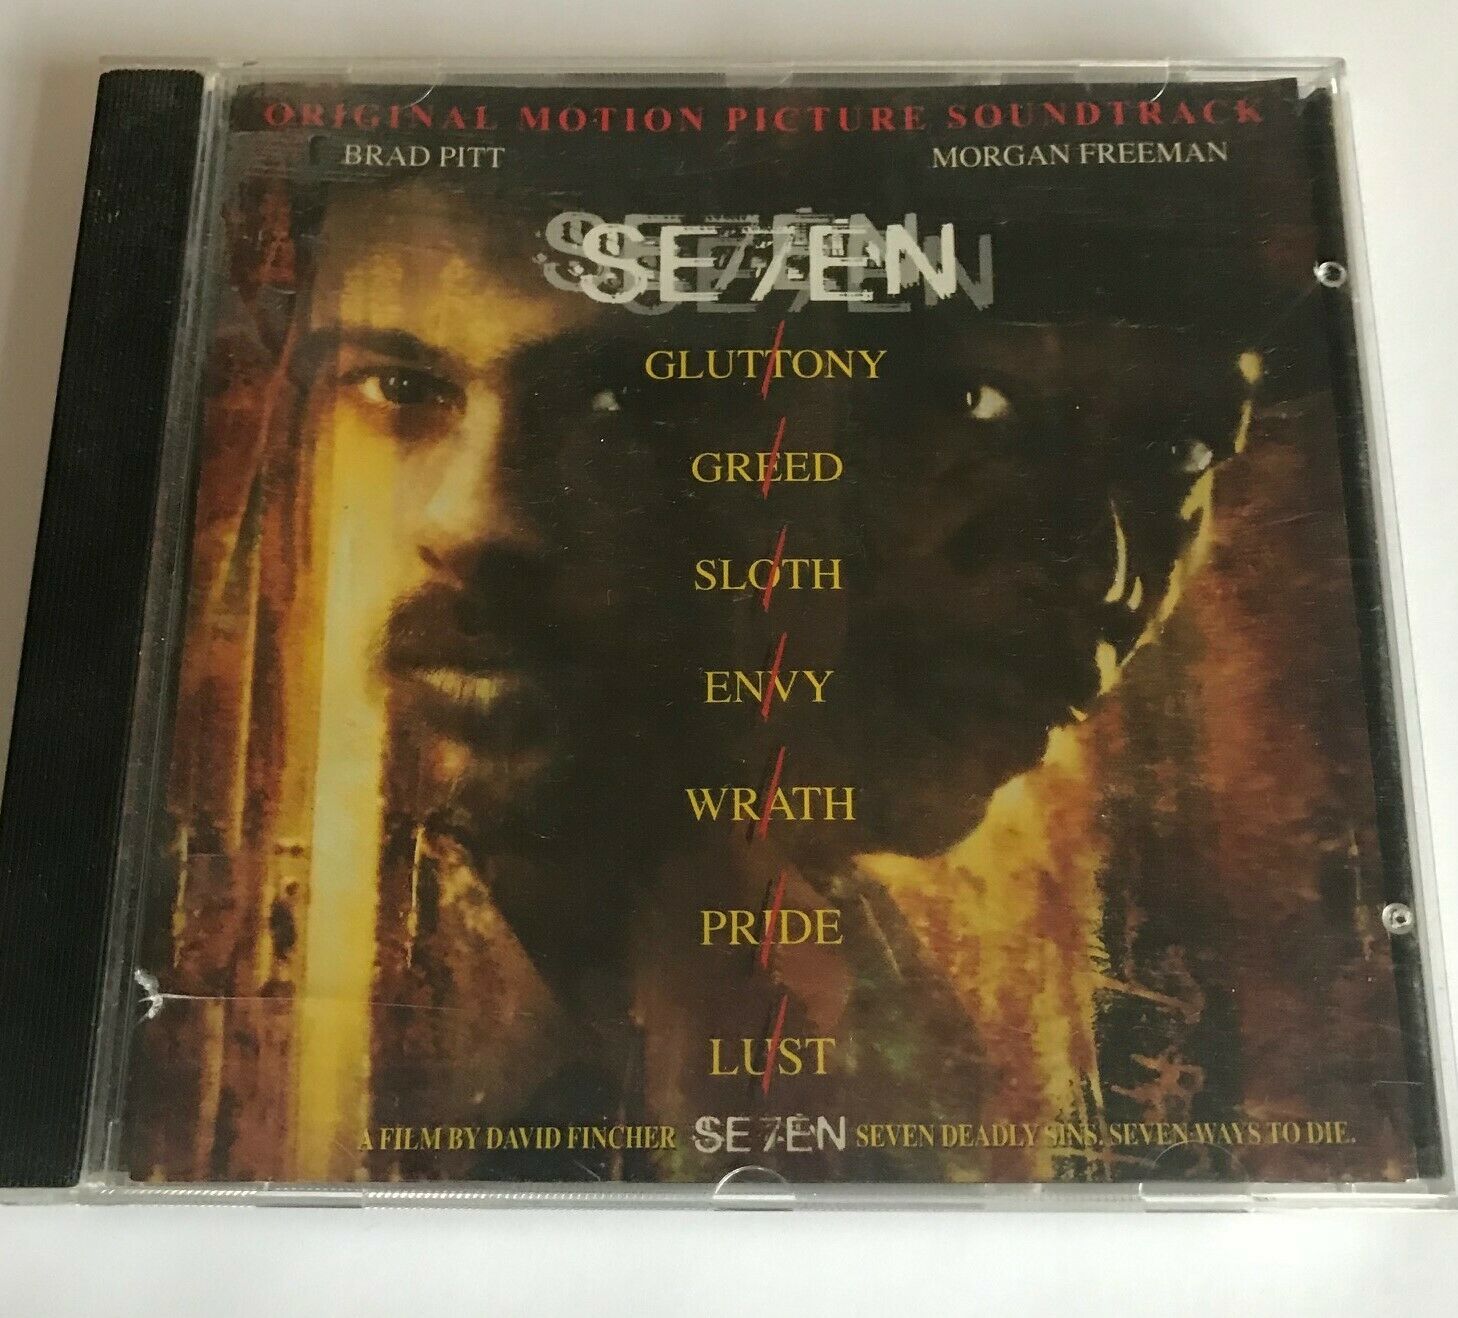 ORIGINAL MOTION PICTURE SOUNDTRACK
BRAD PITT MORGAN FREEMAN
SE7EN
GLUTTONY
GREED
SLOTH
ENVY
WRATH
PRIDE
LUST
A FILM BY DAVID FINCHER SE7EN SEVEN DEADLY SINS. SEVEN WAYS TO DIE.